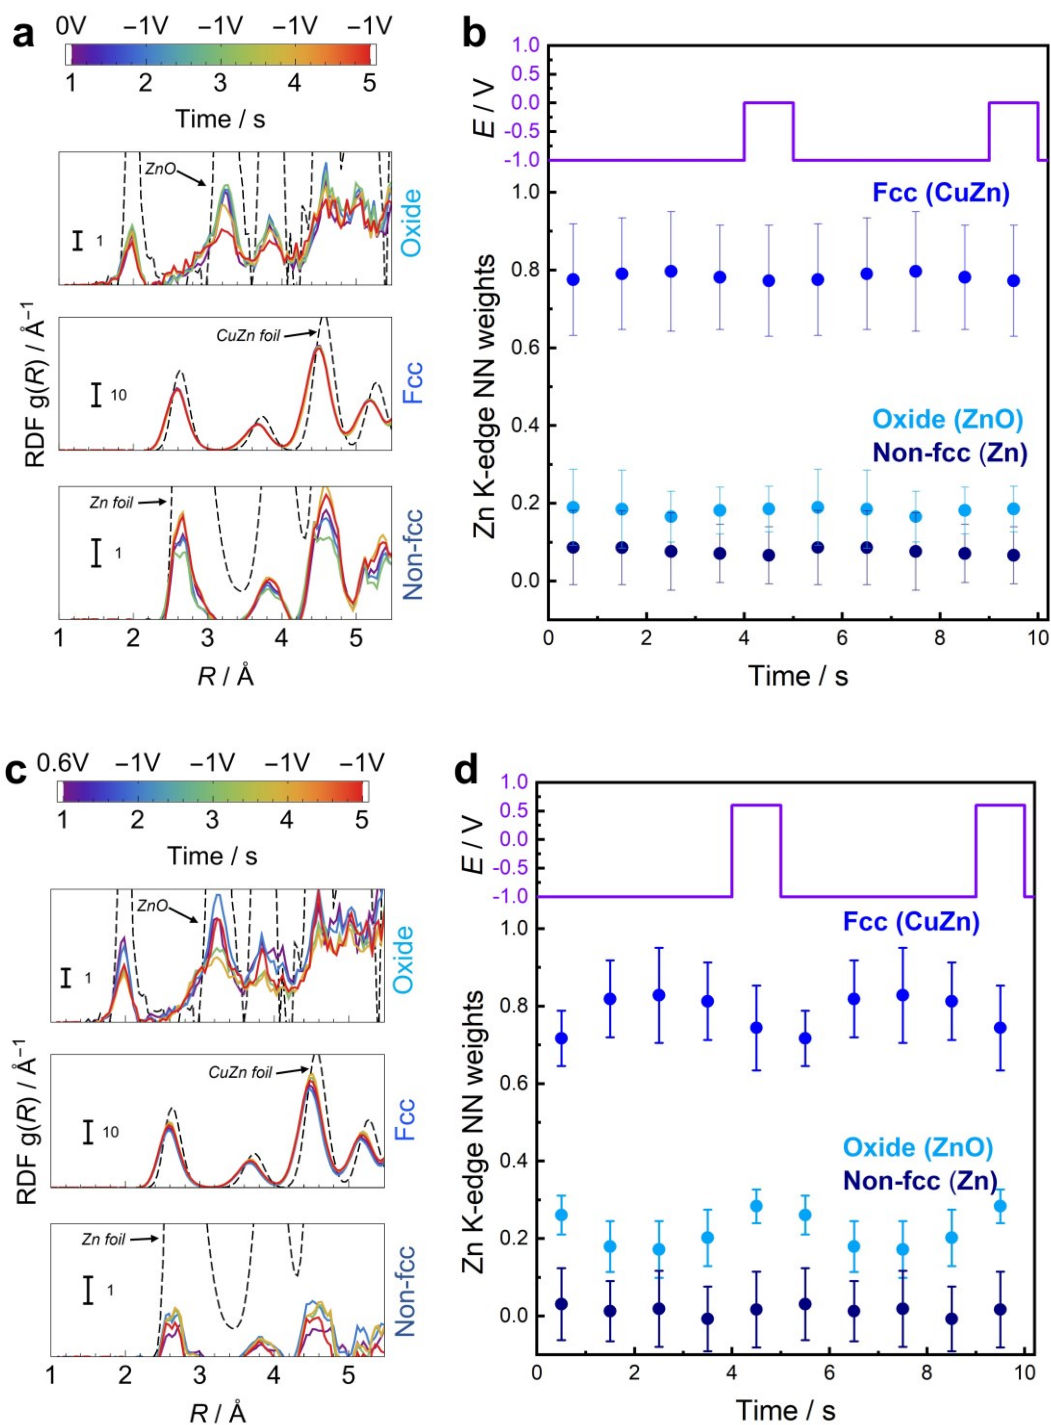 a
0V −1V −1V −1V −1V
1 2 3 4 5
Time / s
RDF g(R) / Å−1
ZnO
1
Oxide
CuZn foil
10
Fcc
Zn foil
1
Non-fcc
1 2 3 4 5
R / Å
b
E / V
1.0
0.5
0.0
-0.5
-1.0
Zn K-edge NN weights
1.0
0.8
0.6
0.4
0.2
0.0
Fcc (CuZn)
Oxide (ZnO)
Non-fcc (Zn)
0 2 4 6 8 10
Time / s
c
0.6V −1V −1V −1V −1V
1 2 3 4 5
Time / s
RDF g(R) / Å−1
ZnO
1
Oxide
CuZn foil
10
Fcc
Zn foil
1
Non-fcc
1 2 3 4 5
R / Å
d
E / V
1.0
0.5
0.0
-0.5
-1.0
Zn K-edge NN weights
1.0
0.8
0.6
0.4
0.2
0.0
Fcc (CuZn)
Oxide (ZnO)
Non-fcc (Zn)
0 2 4 6 8 10
Time / s